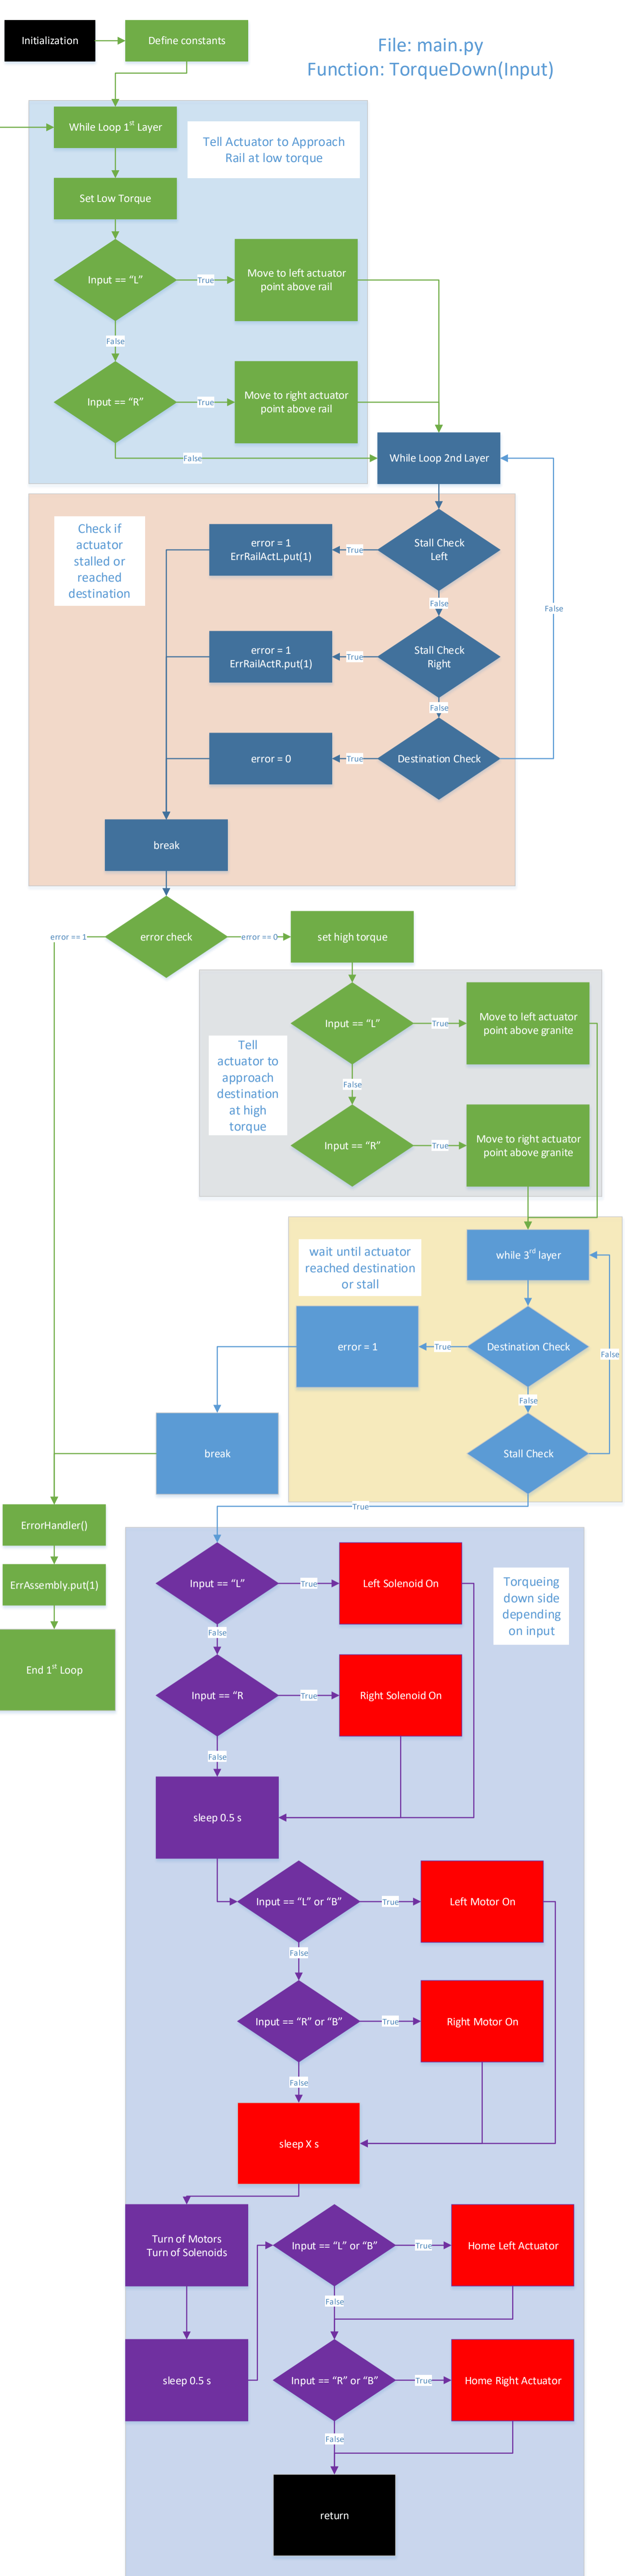 File: main.py
Function: TorqueDown(Input)
Initialization
Define constants
While Loop 1st Layer
Tell Actuator to Approach
Rail at low torque
Set Low Torque
Input == “L”
True
Move to left actuator
point above rail
False
Input == “R”
True
Move to right actuator
point above rail
False
While Loop 2nd Layer
Check if
actuator
stalled or
reached
destination
error = 1
ErrRailActL.put(1)
True
Stall Check
Left
False
False
error = 1
ErrRailActR.put(1)
True
Stall Check
Right
False
error = 0
True
Destination Check
break
error == 1
error check
error == 0
set high torque
Tell
actuator to
approach
destination
at high
torque
Input == “L”
True
Move to left actuator
point above granite
False
Input == “R”
True
Move to right actuator
point above granite
wait until actuator
reached destination
or stall
while 3rd layer
error = 1
True
Destination Check
False
False
break
Stall Check
True
ErrorHandler()
ErrAssembly.put(1)
End 1st Loop
Input == “L”
True
Left Solenoid On
Torqueing
down side
depending
on input
False
Input == “R
True
Right Solenoid On
False
sleep 0.5 s
Input == “L” or “B”
True
Left Motor On
False
Input == “R” or “B”
True
Right Motor On
False
sleep X s
Turn of Motors
Turn of Solenoids
Input == “L” or “B”
True
Home Left Actuator
False
sleep 0.5 s
Input == “R” or “B”
True
Home Right Actuator
False
return